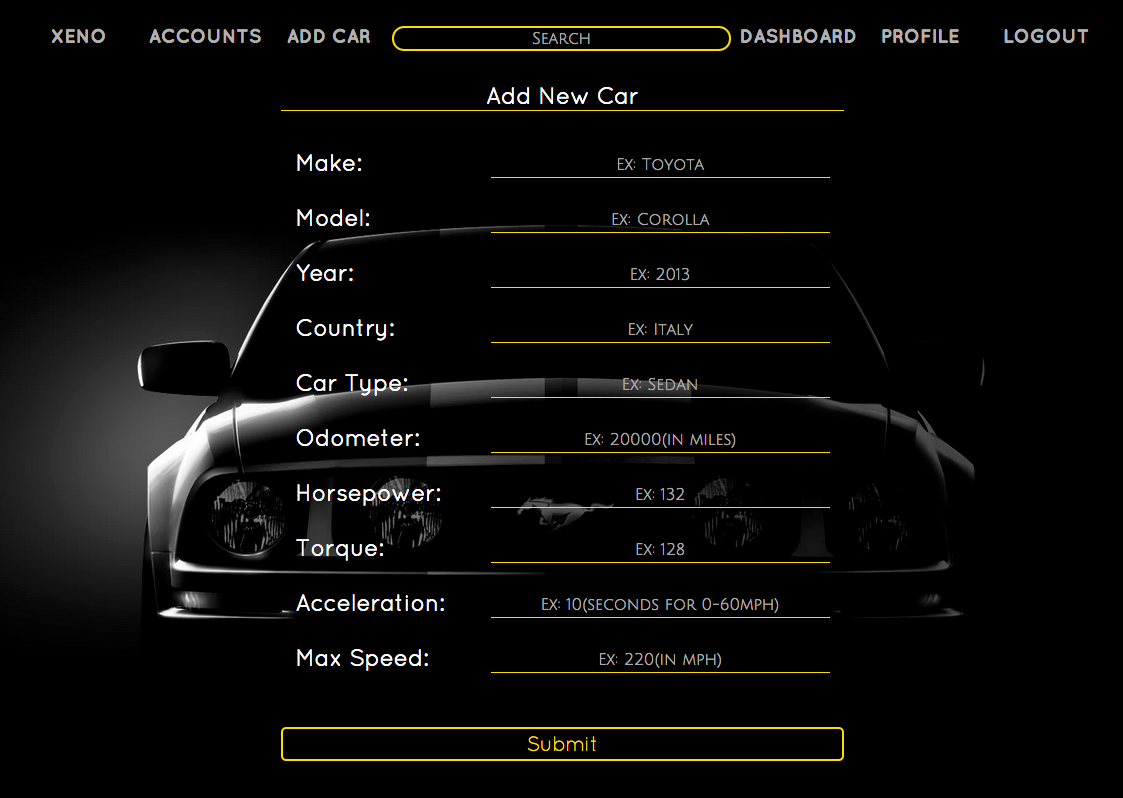 XENO ACCOUNTS ADD CAR Search DASHBOARD PROFILE LOGOUT
Add New Car
Make: Ex: Toyota
Model: Ex: Corolla
Year: Ex: 2013
Country: Ex: Italy
Car Type: Ex: Sedan
Odometer: Ex: 20000(in miles)
Horsepower: Ex: 132
Torque: Ex: 128
Acceleration: Ex: 10(seconds for 0-60mph)
Max Speed: Ex: 220(in mph)
Submit